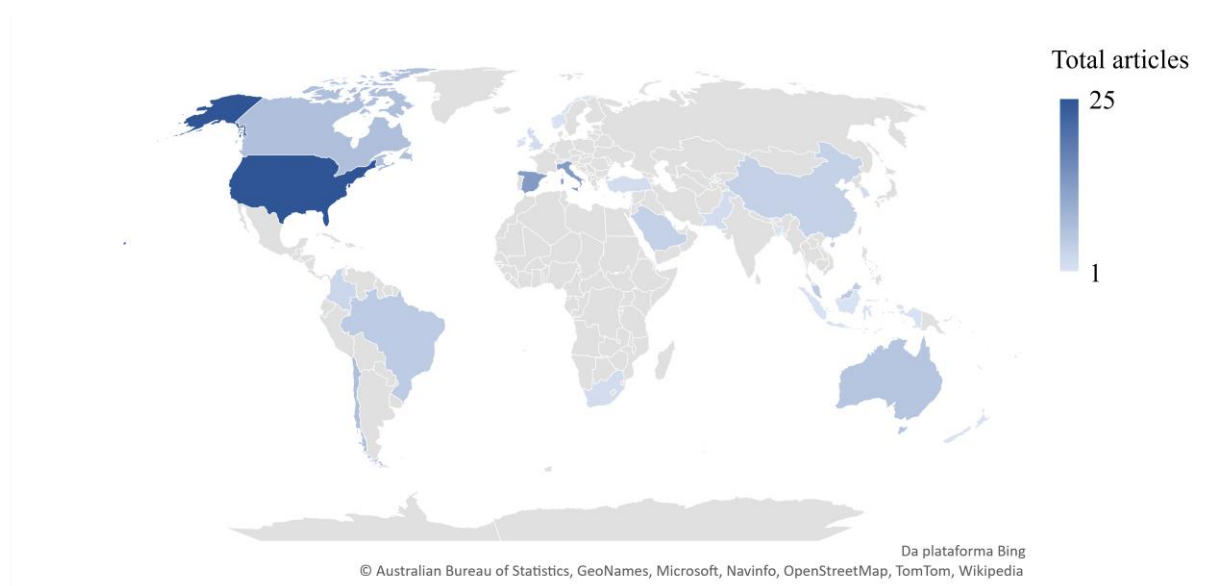 Total articles
25
1
Da plataforma Bing
© Australian Bureau of Statistics, GeoNames, Microsoft, Navinfo, OpenStreetMap, TomTom, Wikipedia